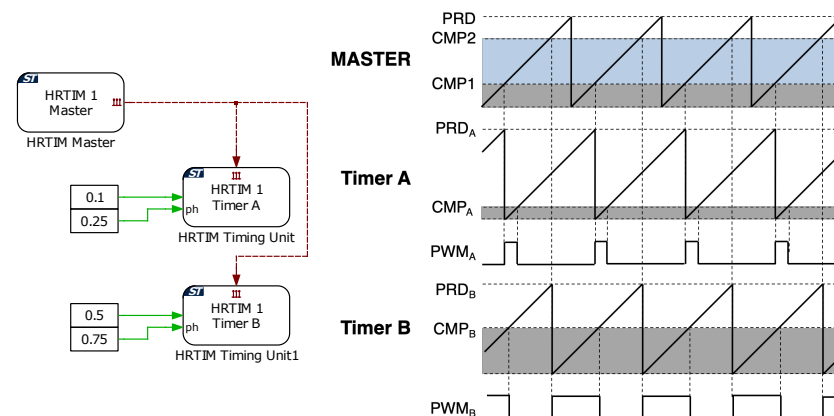 ST
HRTIM 1
Master
HRTIM Master
ST
HRTIM 1
Timer A
ph
0.1
0.25
HRTIM Timing Unit
ST
HRTIM 1
Timer B
ph
0.5
0.75
HRTIM Timing Unit1
MASTER
PRD
CMP2
CMP1
Timer A
PRDA
CMPA
PWMA
Timer B
PRDB
CMPB
PWMB